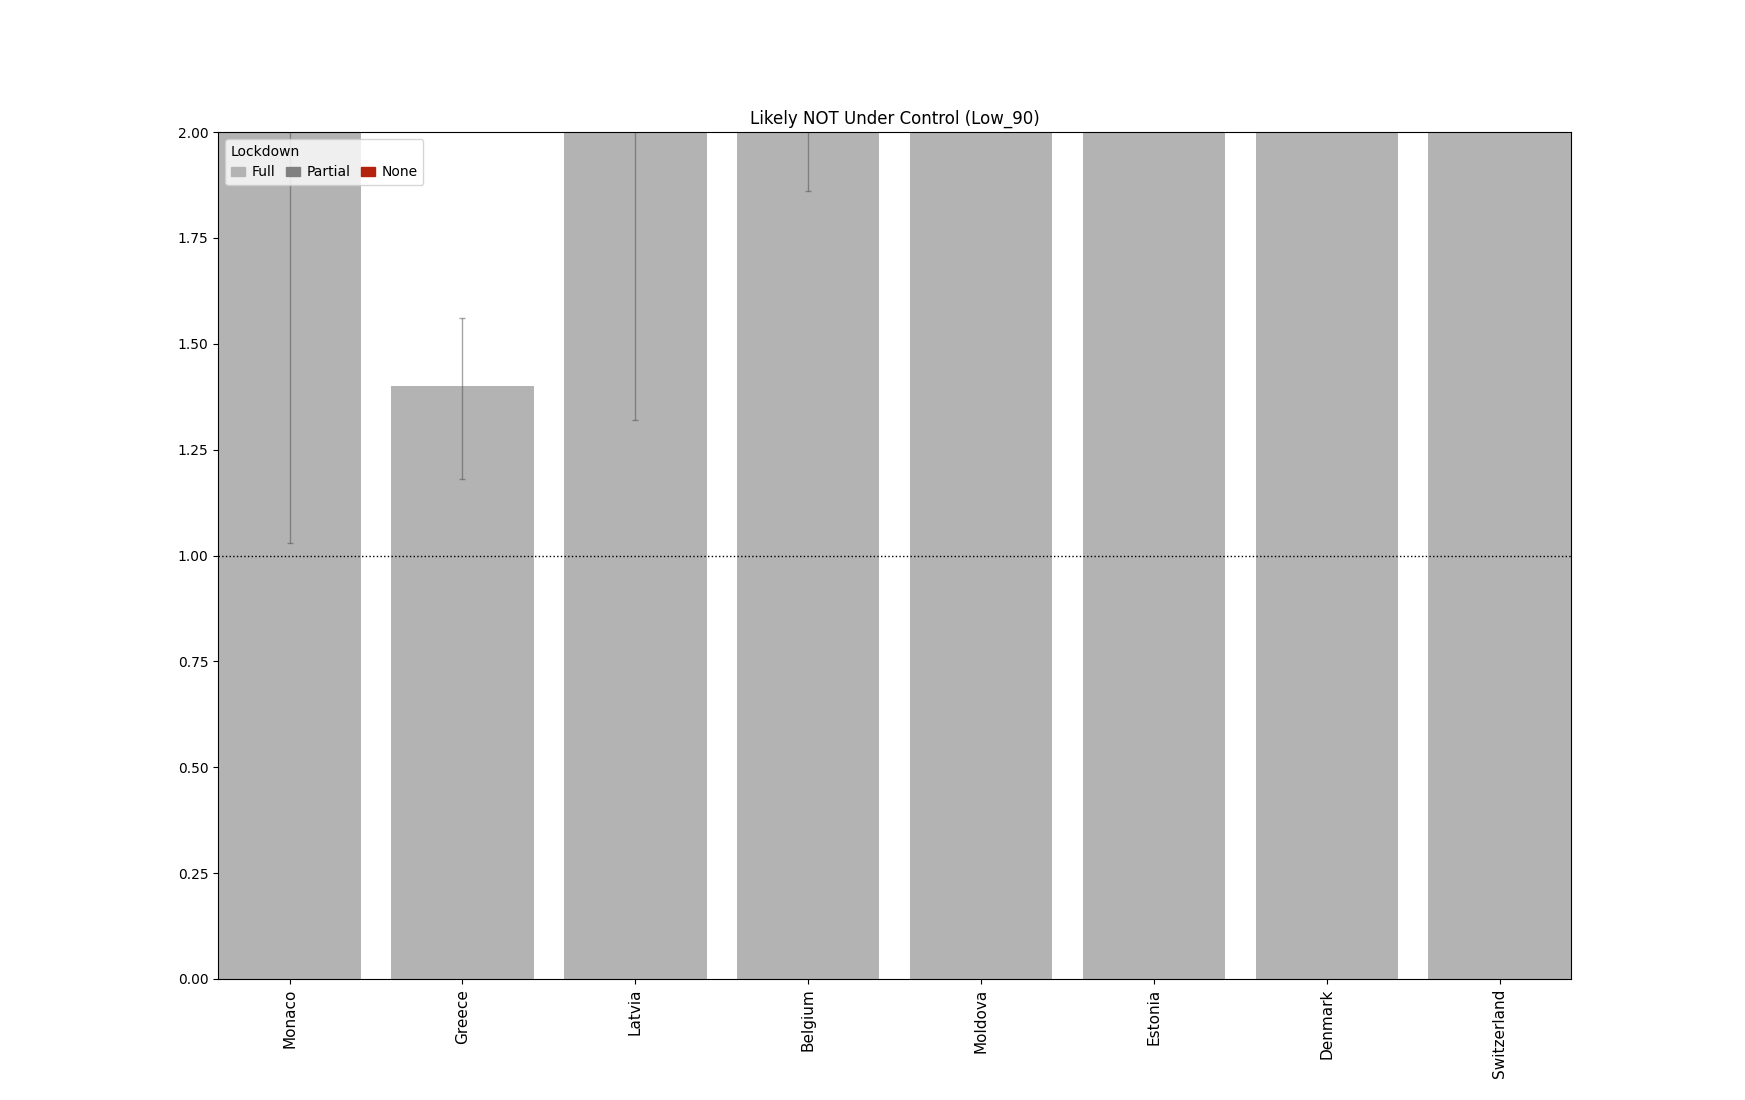 Likely NOT Under Control (Low_90)
Lockdown
Full Partial None
2.00
1.75
1.50
1.25
1.00
0.75
0.50
0.25
0.00
Monaco
Greece
Latvia
Belgium
Moldova
Estonia
Denmark
Switzerland